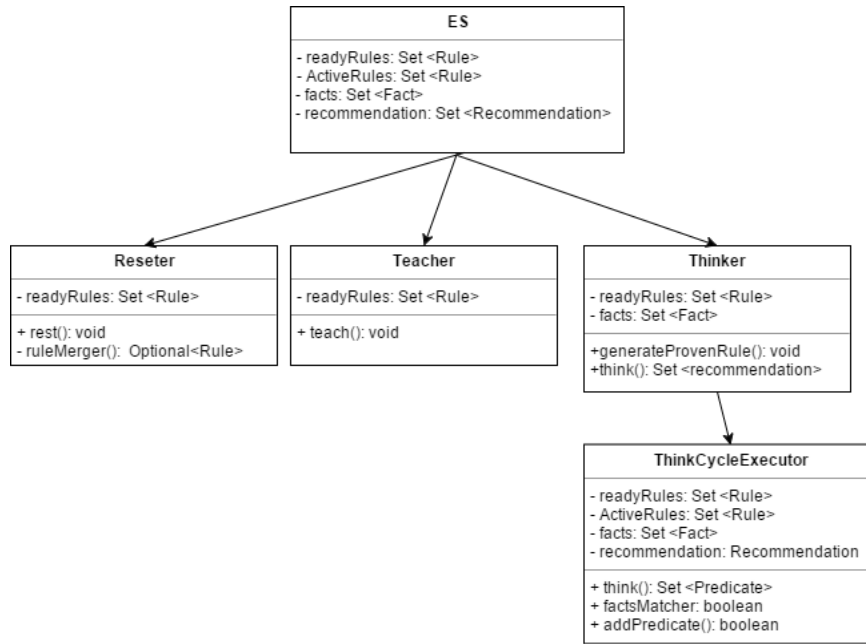 ES
- readyRules: Set <Rule>
- ActiveRules: Set <Rule>
- facts: Set <Fact>
- recommendation: Set <Recommendation>
Reseter
- readyRules: Set <Rule>
+ rest(): void
- ruleMerger(): Optional<Rule>
Teacher
- readyRules: Set <Rule>
+ teach(): void
Thinker
- readyRules: Set <Rule>
- facts: Set <Fact>
+generateProvenRule(): void
+think(): Set <recommendation>
ThinkCycleExecutor
- readyRules: Set <Rule>
- ActiveRules: Set <Rule>
- facts: Set <Fact>
- recommendation: Recommendation
+ think(): Set <Predicate>
+ factsMatcher: boolean
+ addPredicate(): boolean